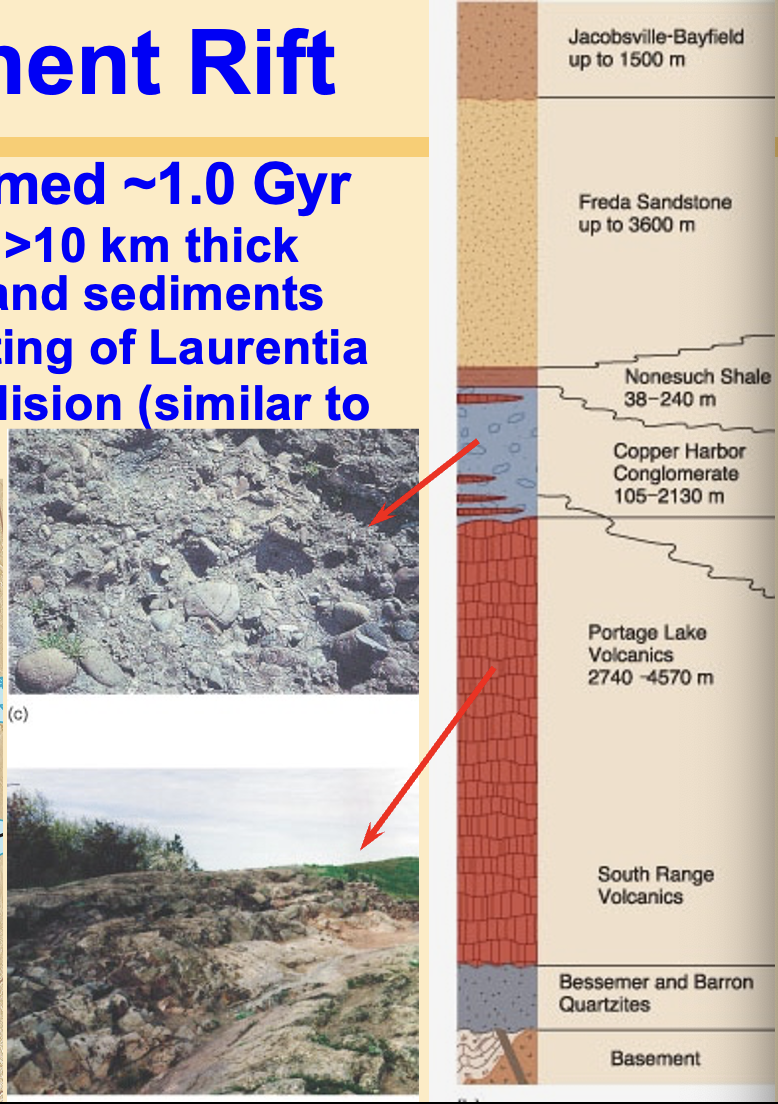 nent Rift
med ~1.0 Gyr
>10 km thick
and sediments
ting of Laurentia
lision (similar to
(c)
Jacobsville-Bayfield
up to 1500 m
Freda Sandstone
up to 3600 m
Nonesuch Shale
38–240 m
Copper Harbor
Conglomerate
105–2130 m
Portage Lake
Volcanics
2740 -4570 m
South Range
Volcanics
Bessemer and Barron
Quartzites
Basement